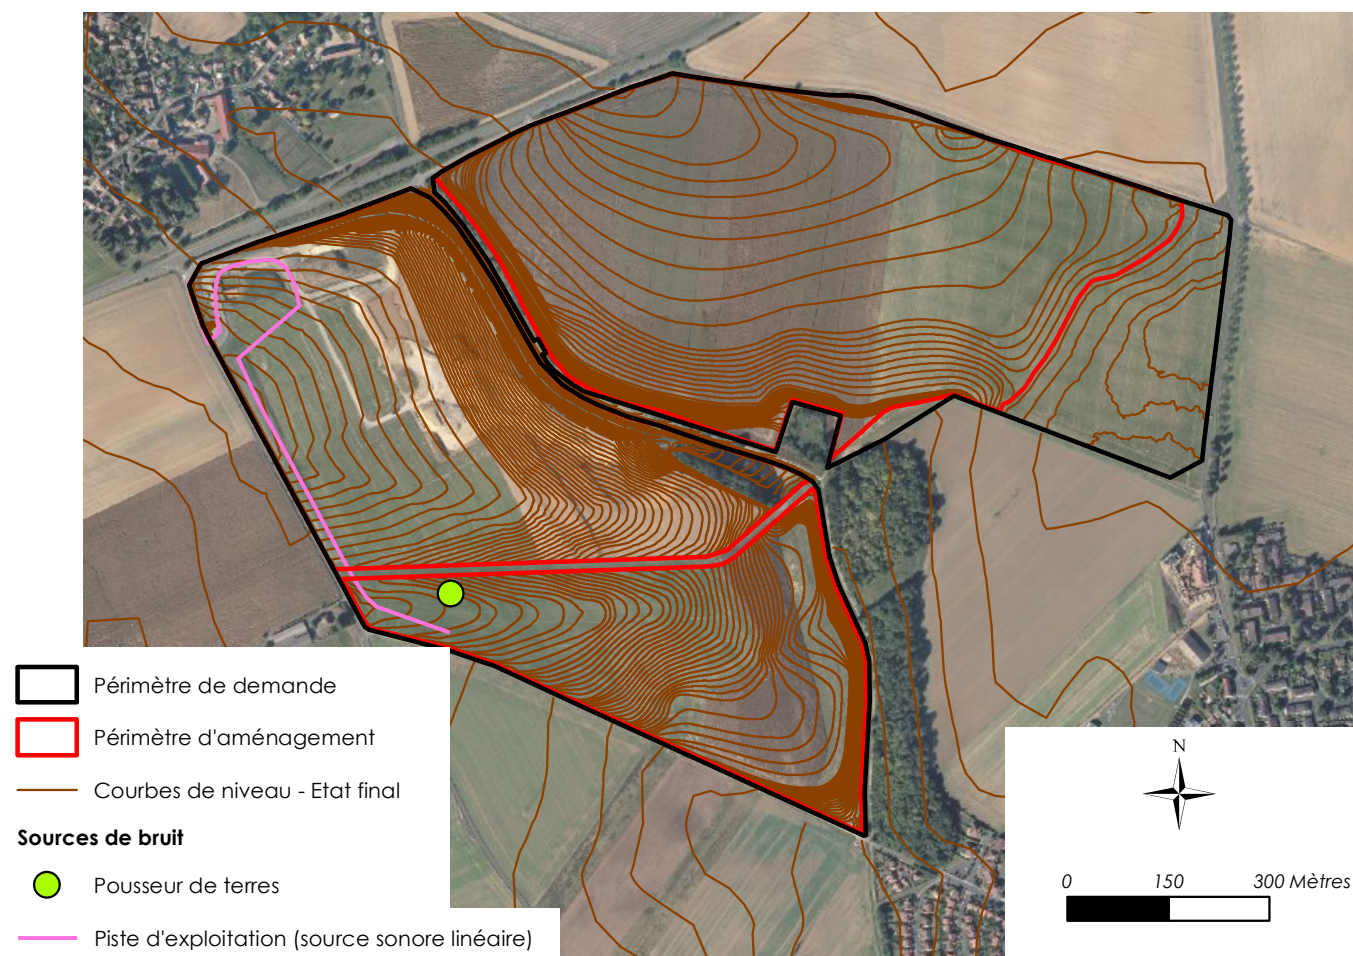 Périmètre de demande
Périmètre d'aménagement
Courbes de niveau - Etat final
Sources de bruit
Pousseur de terres
Piste d'exploitation (source sonore linéaire)
N
0 150 300 Mètres